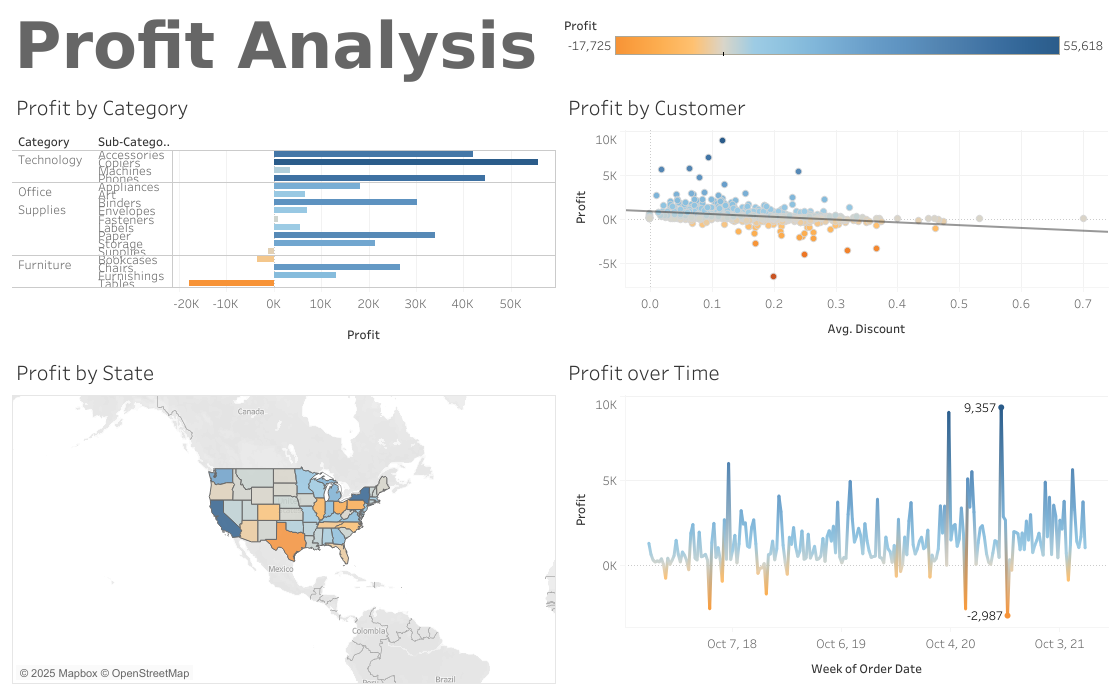 Profit Analysis
Profit
-17,725
55,618
Profit by Category
Category Sub-Catego..
Technology
Accessories
Copiers
Machines
Phones
Office
Supplies
Appliances
Art
Binders
Envelopes
Fasteners
Labels
Paper
Storage
Supplies
Furniture
Bookcases
Chairs
Furnishings
Tables
-20K -10K 0K 10K 20K 30K 40K 50K
Profit
Profit by Customer
10K
5K
0K
-5K
Profit
0.0 0.1 0.2 0.3 0.4 0.5 0.6 0.7
Avg. Discount
Profit by State
Canada
Mexico
Colombia
Brazil
© 2025 Mapbox © OpenStreetMap
Profit over Time
10K
5K
0K
Profit
9,357
-2,987
Oct 7, 18 Oct 6, 19 Oct 4, 20 Oct 3, 21
Week of Order Date